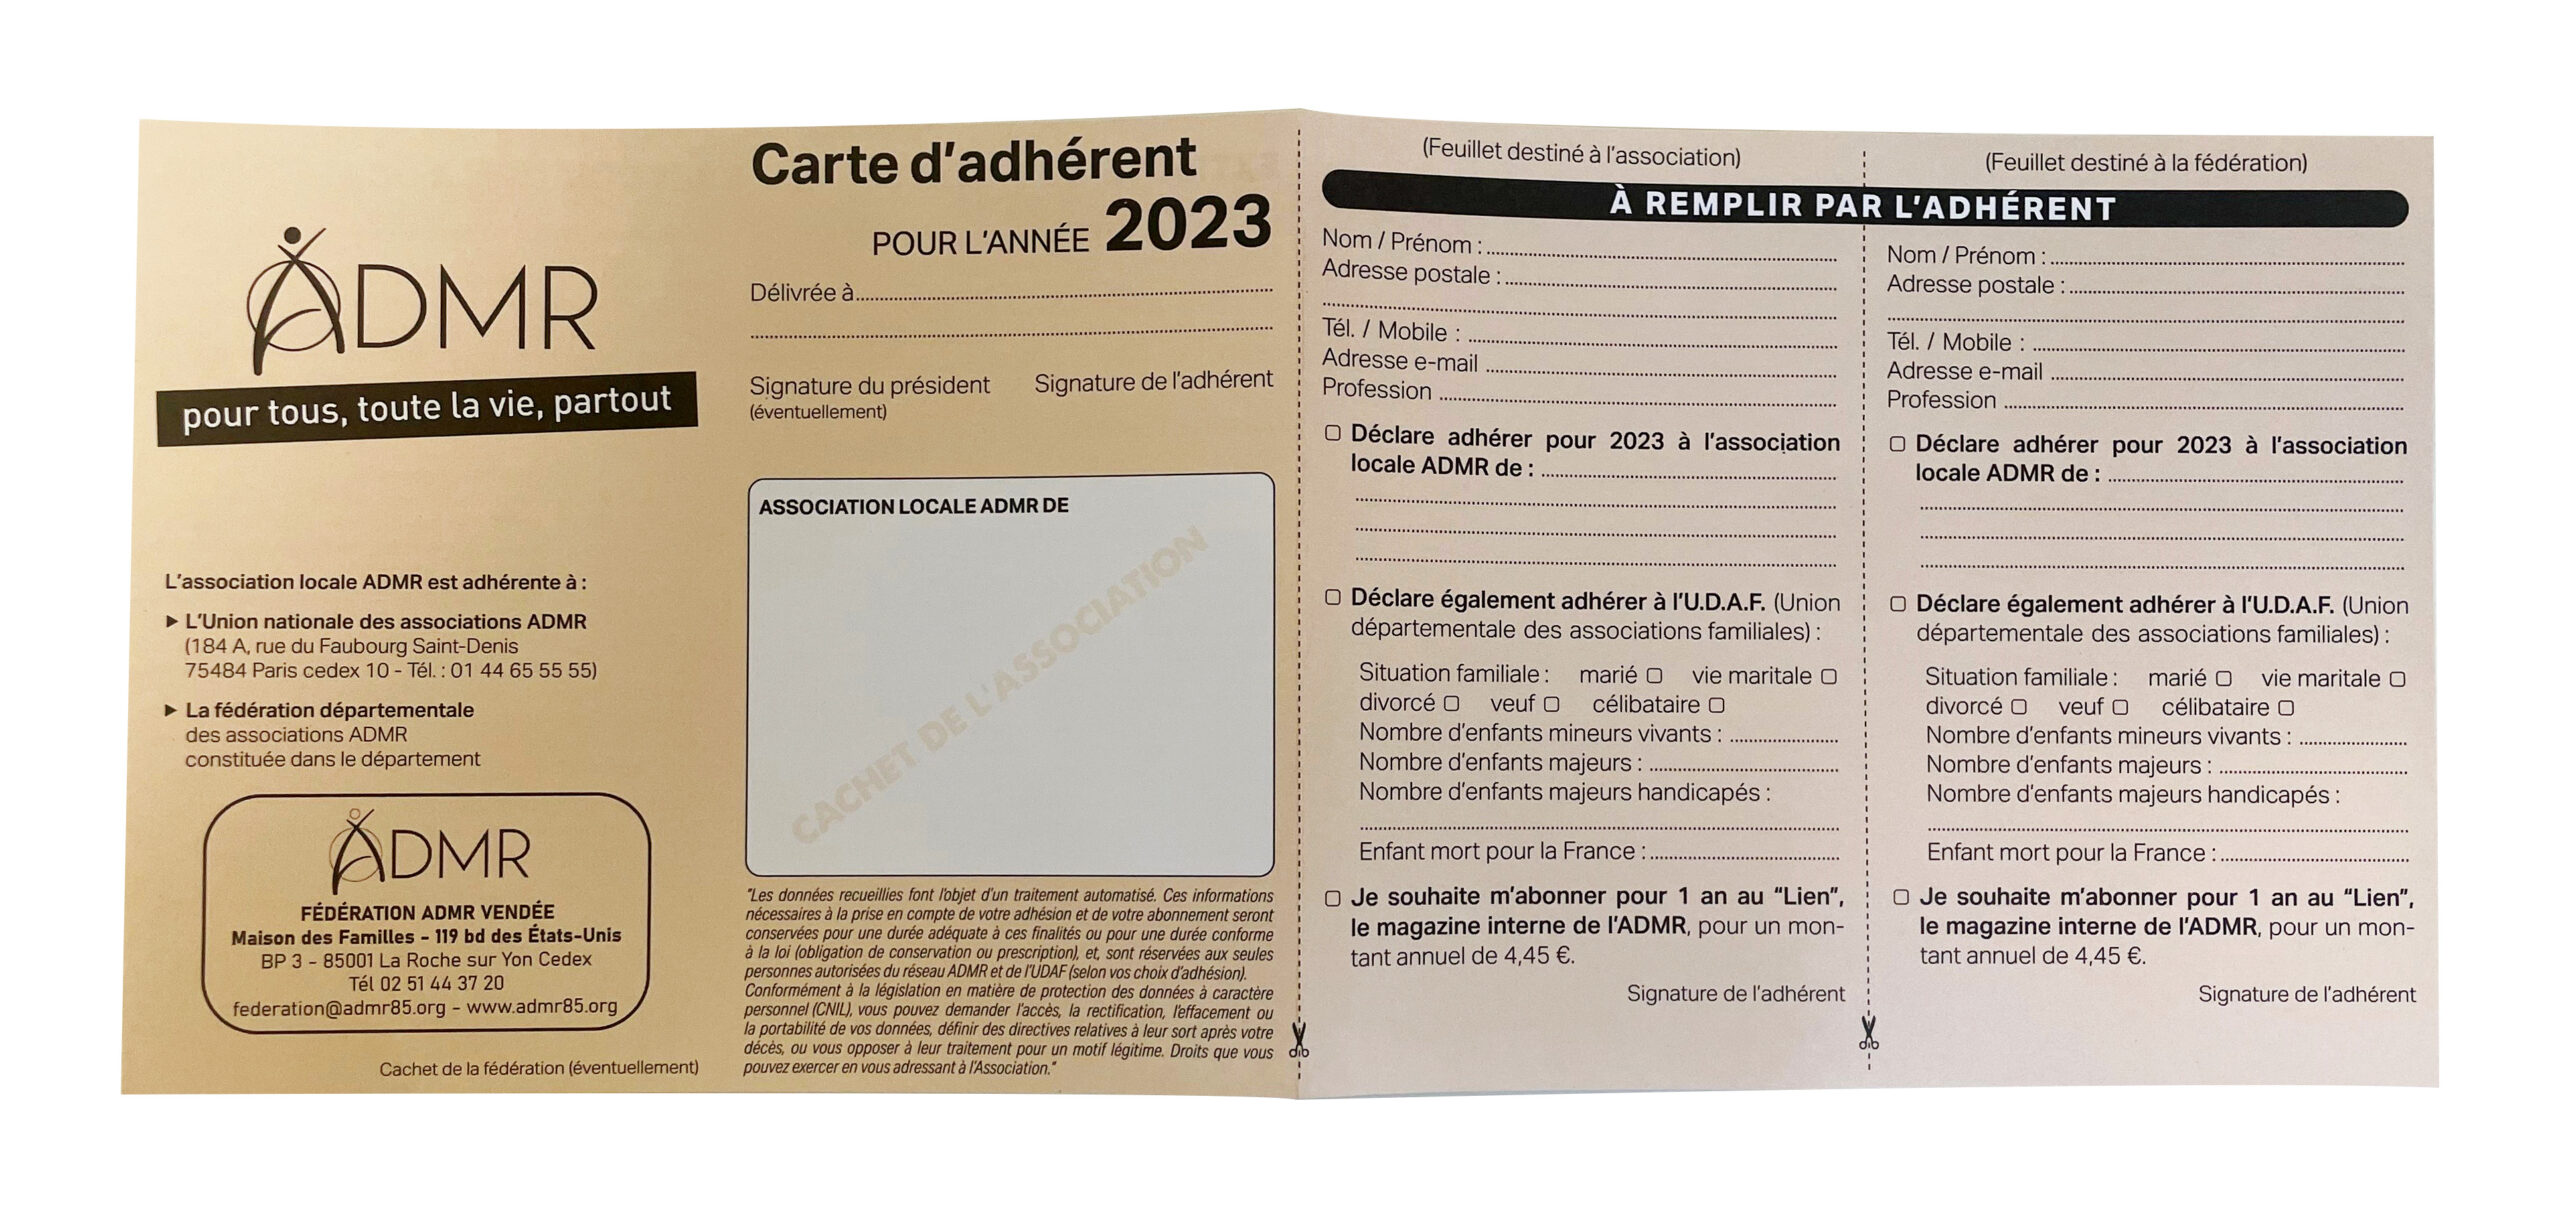 ADMR
pour tous, toute la vie, partout
L'association locale ADMR est adhérente à :
▶ L'Union nationale des associations ADMR
(184 A, rue du Faubourg Saint-Denis
75484 Paris cedex 10 - Tél. : 01 44 65 55 55)
▶ La fédération départementale
des associations ADMR
constituée dans le département
ADMR
FÉDÉRATION ADMR VENDÉE
Maison des Familles - 119 bd des États-Unis
BP 3 - 85001 La Roche sur Yon Cedex
Tél 02 51 44 37 20
federation@admr85.org - www.admr85.org
Cachet de la fédération (éventuellement)
Carte d'adhérent
POUR L'ANNÉE 2023
Délivrée à
Signature du président Signature de l'adhérent
(éventuellement)
ASSOCIATION LOCALE ADMR DE
CACHET DE L'ASSOCIATION
"Les données recueillies font l'objet d'un traitement automatisé. Ces informations
nécessaires à la prise en compte de votre adhésion et de votre abonnement seront
conservées pour une durée adéquate à ces finalités ou pour une durée conforme
à la loi (obligation de conservation ou prescription), et, sont réservées aux seules
personnes autorisées du réseau ADMR et de l'UDAF (selon vos choix d'adhésion).
Conformément à la législation en matière de protection des données à caractère
personnel (CNIL), vous pouvez demander l'accès, la rectification, l'effacement ou
la portabilité de vos données, définir des directives relatives à leur sort après votre
décès, ou vous opposer à leur traitement pour un motif légitime. Droits que vous
pouvez exercer en vous adressant à l'Association."
À REMPLIR PAR L'ADHÉRENT
(Feuillet destiné à l'association)
Nom / Prénom :
Adresse postale :
Tél. / Mobile :
Adresse e-mail
Profession
Déclare adhérer pour 2023 à l'association
locale ADMR de :
Déclare également adhérer à l'U.D.A.F. (Union
départementale des associations familiales) :
Situation familiale : marié vie maritale
divorcé veuf célibataire
Nombre d'enfants mineurs vivants :
Nombre d'enfants majeurs :
Nombre d'enfants majeurs handicapés :
Enfant mort pour la France :
Je souhaite m'abonner pour 1 an au "Lien",
le magazine interne de l'ADMR, pour un mon-
tant annuel de 4,45 €.
Signature de l'adhérent
(Feuillet destiné à la fédération)
Nom / Prénom :
Adresse postale :
Tél. / Mobile :
Adresse e-mail
Profession
Déclare adhérer pour 2023 à l'association
locale ADMR de :
Déclare également adhérer à l'U.D.A.F. (Union
départementale des associations familiales) :
Situation familiale : marié vie maritale
divorcé veuf célibataire
Nombre d'enfants mineurs vivants :
Nombre d'enfants majeurs :
Nombre d'enfants majeurs handicapés :
Enfant mort pour la France :
Je souhaite m'abonner pour 1 an au "Lien",
le magazine interne de l'ADMR, pour un mon-
tant annuel de 4,45 €.
Signature de l'adhérent